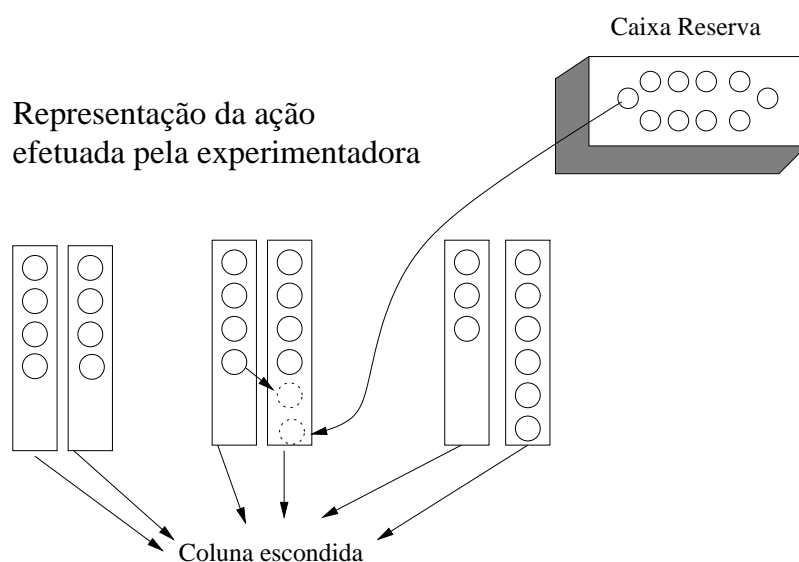 Caixa Reserva
Representação da ação
efetuada pela experimentadora
Coluna escondida